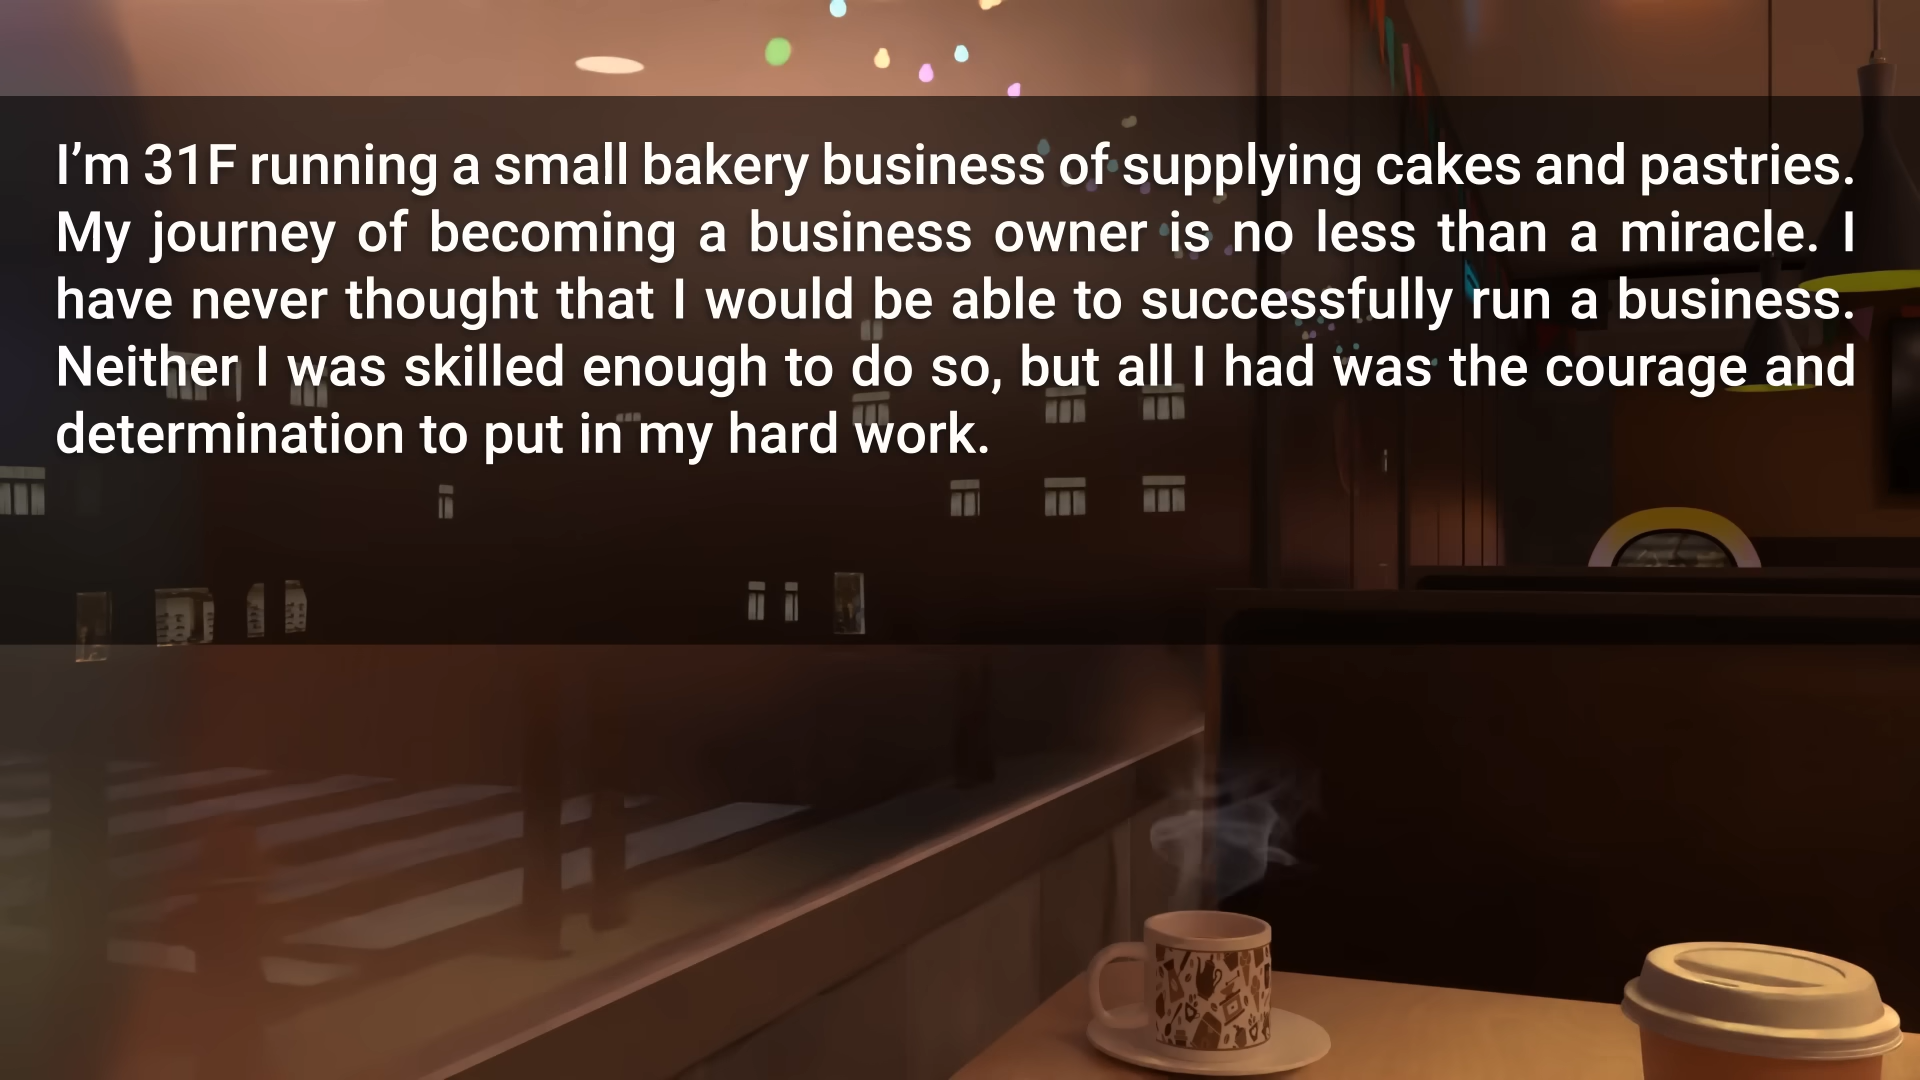 I’m 31F running a small bakery business of supplying cakes and pastries.
My journey of becoming a business owner is no less than a miracle. I
have never thought that I would be able to successfully run a business.
Neither I was skilled enough to do so, but all I had was the courage and
determination to put in my hard work.